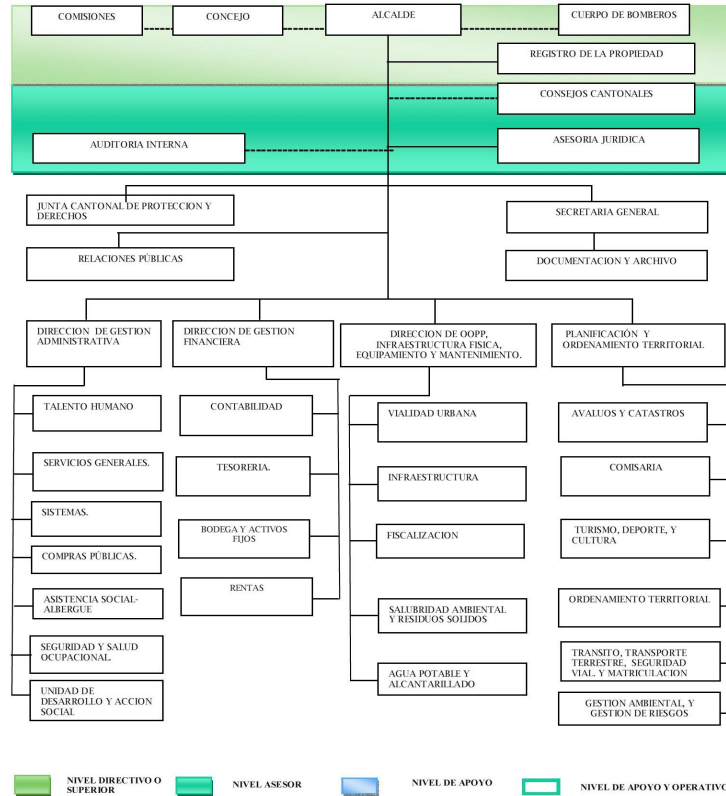 COMISIONES
CONCEJO
ALCALDE
CUERPO DE BOMBEROS
REGISTRO DE LA PROPIEDAD
CONSEJOS CANTONALES
AUDITORIA INTERNA
ASESORIA JURIDICA
JUNTA CANTONAL DE PROTECCION Y
DERECHOS
SECRETARIA GENERAL
RELACIONES PÚBLICAS
DOCUMENTACION Y ARCHIVO
DIRECCION DE GESTION
ADMINISTRATIVA
DIRECCION DE GESTION
FINANCIERA
DIRECCION DE OOPP,
INFRAESTRUCTURA FISICA,
EQUIPAMIENTO Y MANTENIMIENTO.
PLANIFICACIÓN Y
ORDENAMIENTO TERRITORIAL
TALENTO HUMANO
SERVICIOS GENERALES.
SISTEMAS.
COMPRAS PÚBLICAS.
ASISTENCIA SOCIAL-
ALBERGUE
SEGURIDAD Y SALUD
OCUPACIONAL.
UNIDAD DE
DESARROLLO Y ACCION
SOCIAL
CONTABILIDAD
TESORERIA.
BODEGA Y ACTIVOS
FIJOS
RENTAS
VIALIDAD URBANA
INFRAESTRUCTURA
FISCALIZACION
SALUBRIDAD AMBIENTAL
Y RESIDUOS SOLIDOS
AGUA POTABLE Y
ALCANTARILLADO
AVALUOS Y CATASTROS
COMISARIA
TURISMO, DEPORTE, Y
CULTURA
ORDENAMIENTO TERRITORIAL
TRANSITO, TRANSPORTE
TERRESTRE, SEGURIDAD
VIAL. Y MATRICULACION
GESTION AMBIENTAL, Y
GESTION DE RIESGOS
NIVEL DIRECTIVO O
SUPERIOR
NIVEL ASESOR
NIVEL DE APOYO
NIVEL DE APOYO Y OPERATIVO